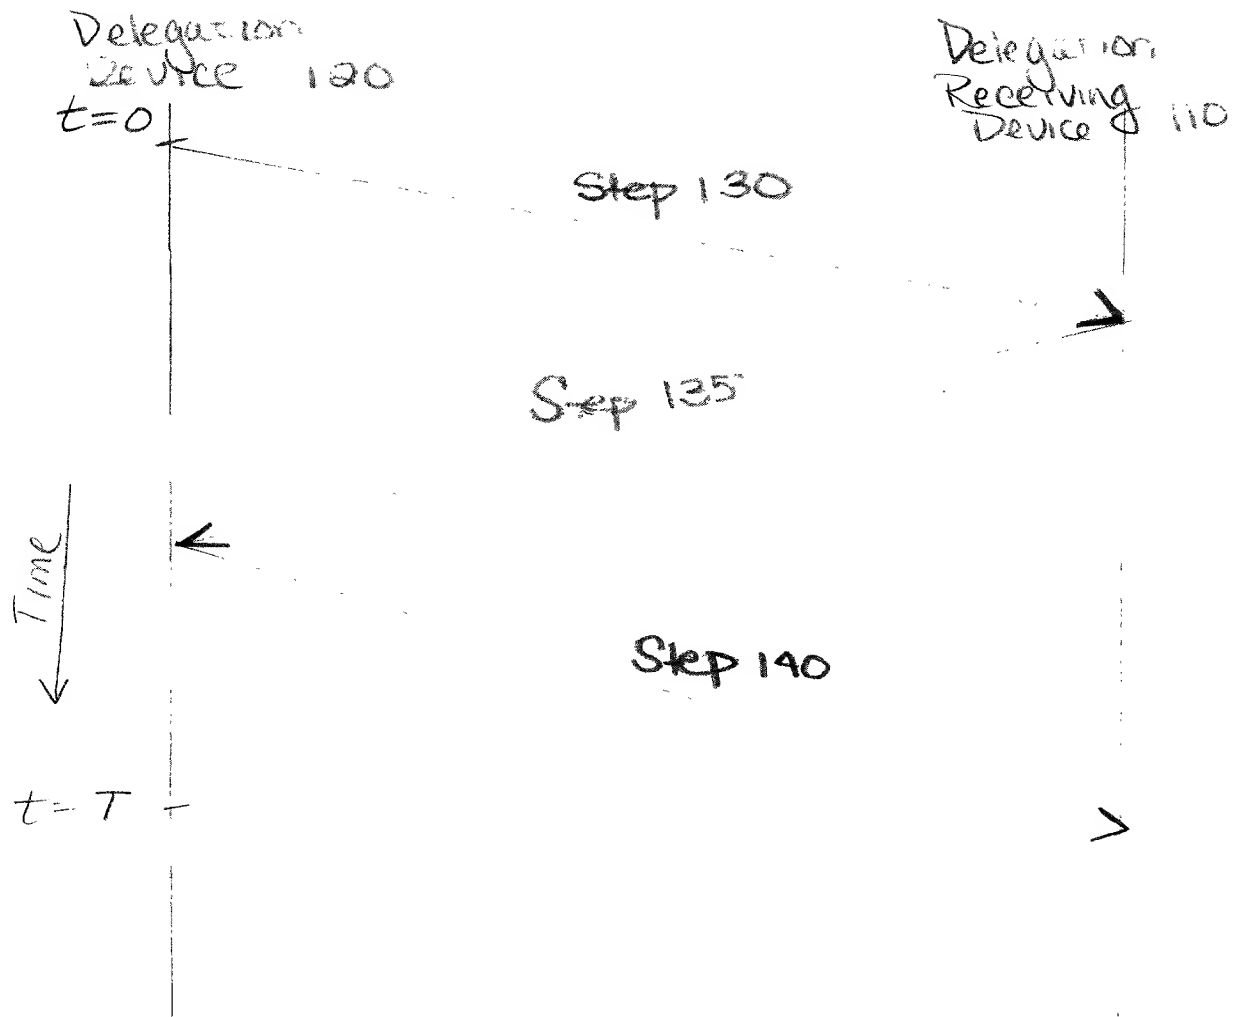 Delegation
Device 120
t=0
Delegation
Receiving
Device 110
Step 130
Step 135
Time
Step 140
t= T